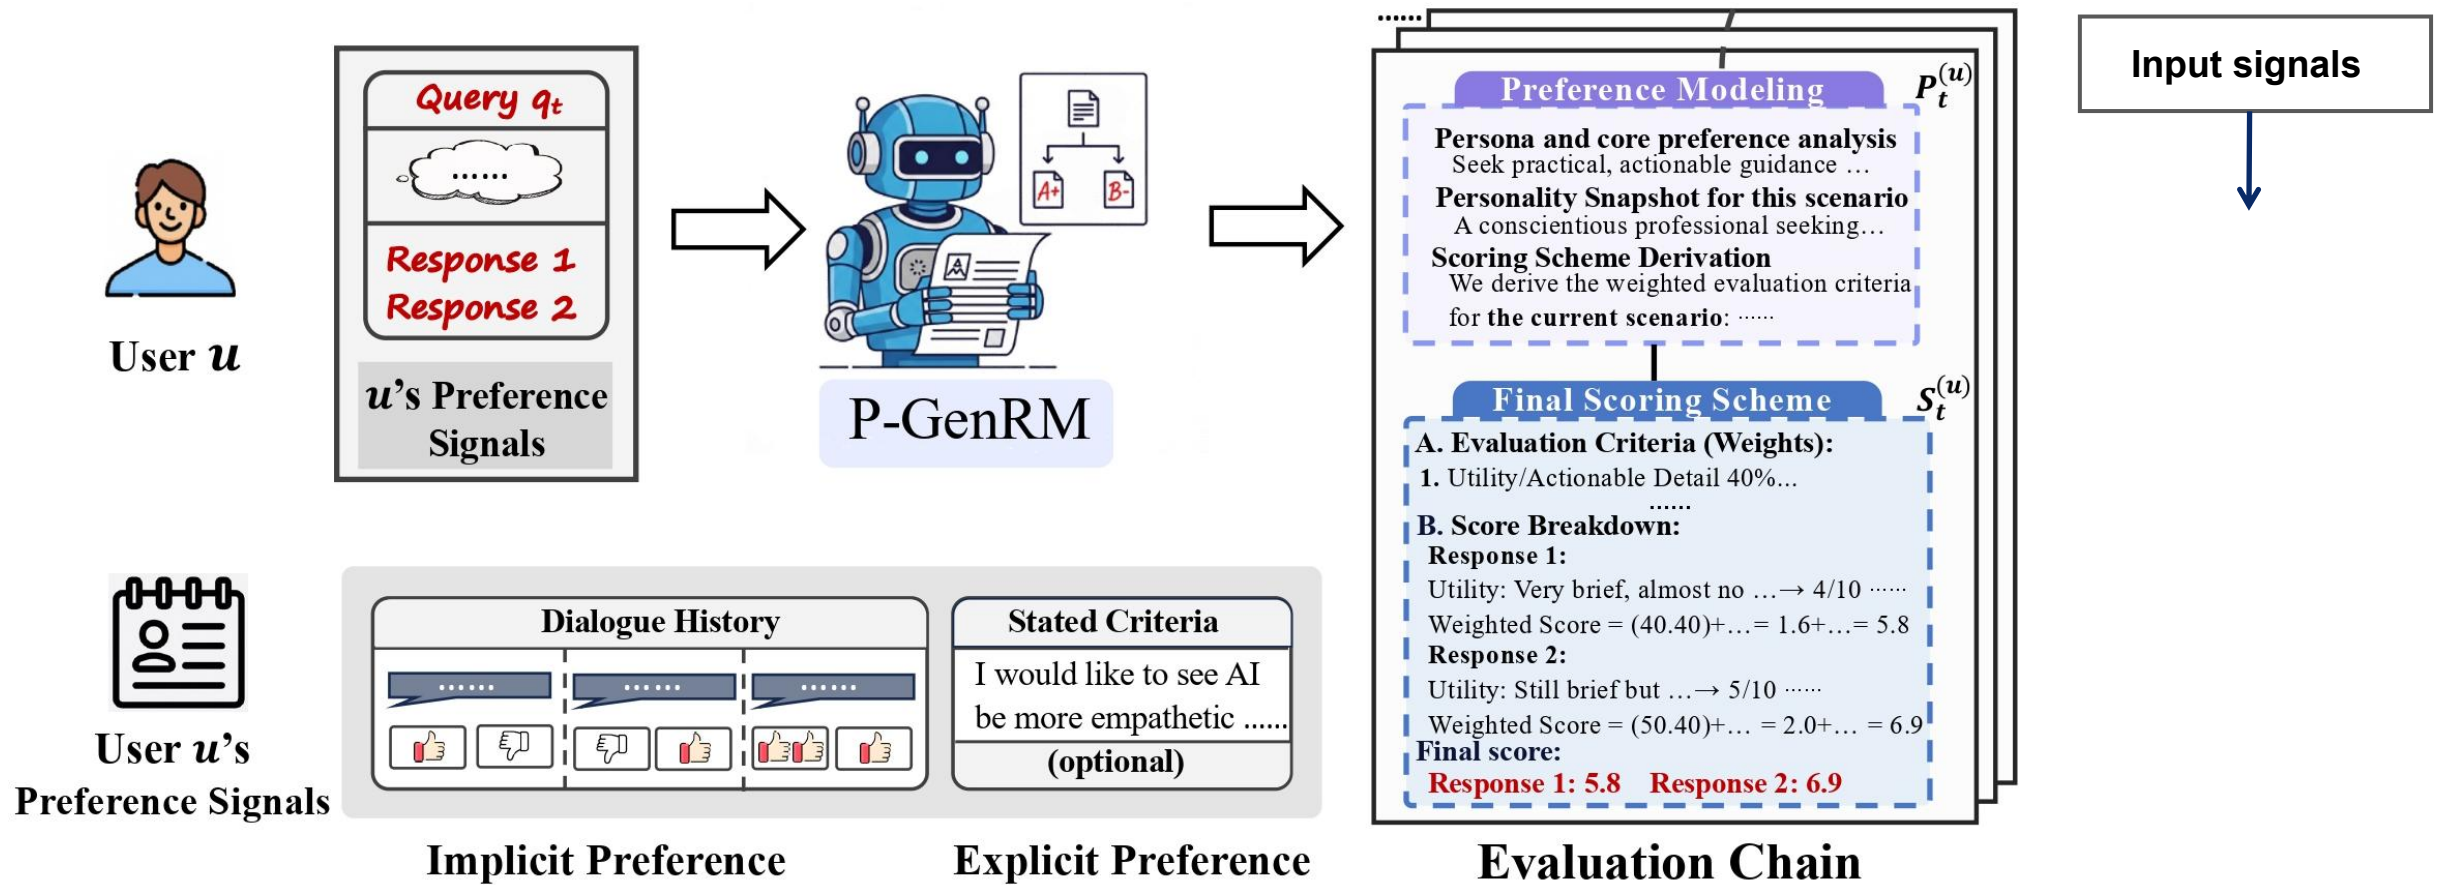 Query qt
......
Response 1
Response 2
u's Preference
Signals
User u
A+
B-
P-GenRM
User u's
Preference Signals
Dialogue History
......
......
......
Stated Criteria
I would like to see AI
be more empathetic ......
(optional)
Implicit Preference
Explicit Preference
......
Preference Modeling
Pt(u)
Persona and core preference analysis
Seek practical, actionable guidance …
Personality Snapshot for this scenario
A conscientious professional seeking…
Scoring Scheme Derivation
We derive the weighted evaluation criteria
for the current scenario: ······
Final Scoring Scheme
St(u)
A. Evaluation Criteria (Weights):
1. Utility/Actionable Detail 40%…
......
B. Score Breakdown:
Response 1:
Utility: Very brief, almost no …→ 4/10 ······
Weighted Score = (40.40)+…= 1.6+…= 5.8
Response 2:
Utility: Still brief but …→ 5/10 ······
Weighted Score = (50.40)+… = 2.0+… = 6.9
Final score:
Response 1: 5.8 Response 2: 6.9
Evaluation Chain
Input signals